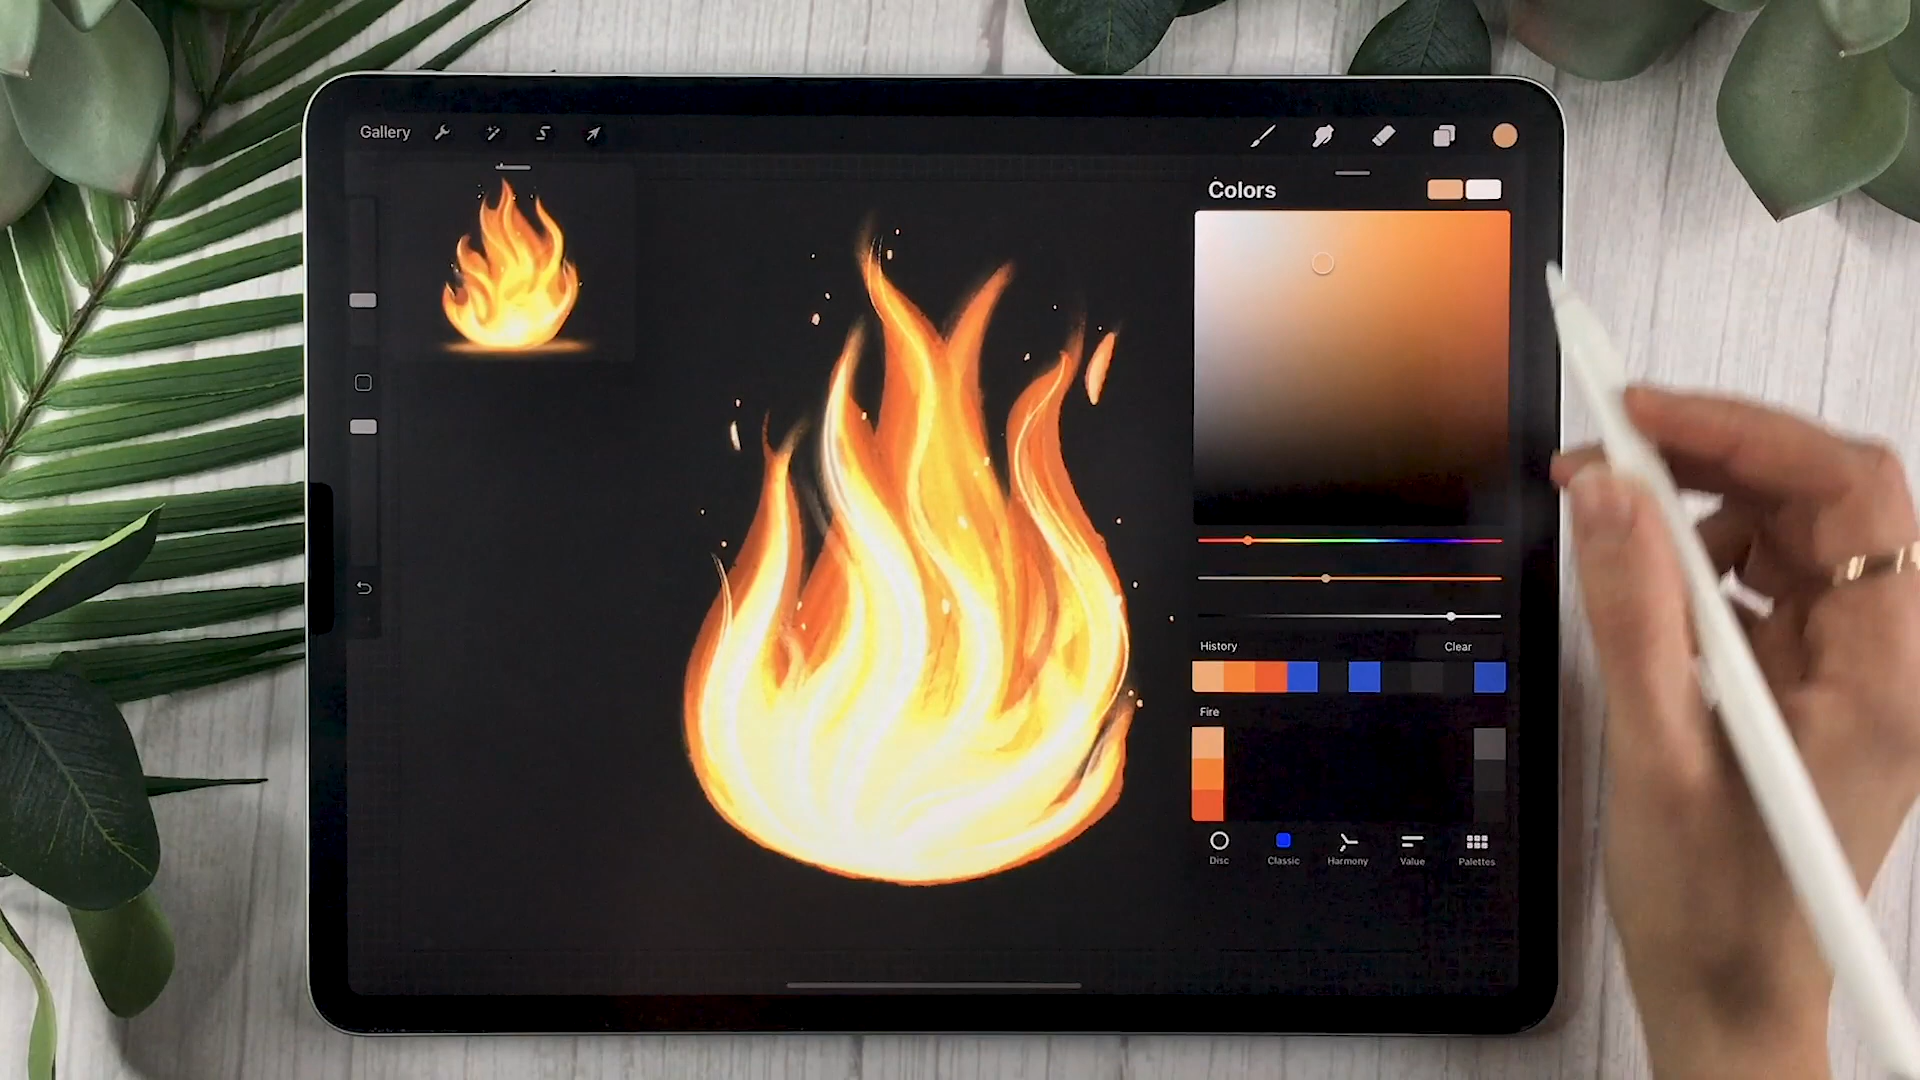 Gallery
Colors
History
Clear
Fire
Disc
Classic
Harmony
Value
Palettes